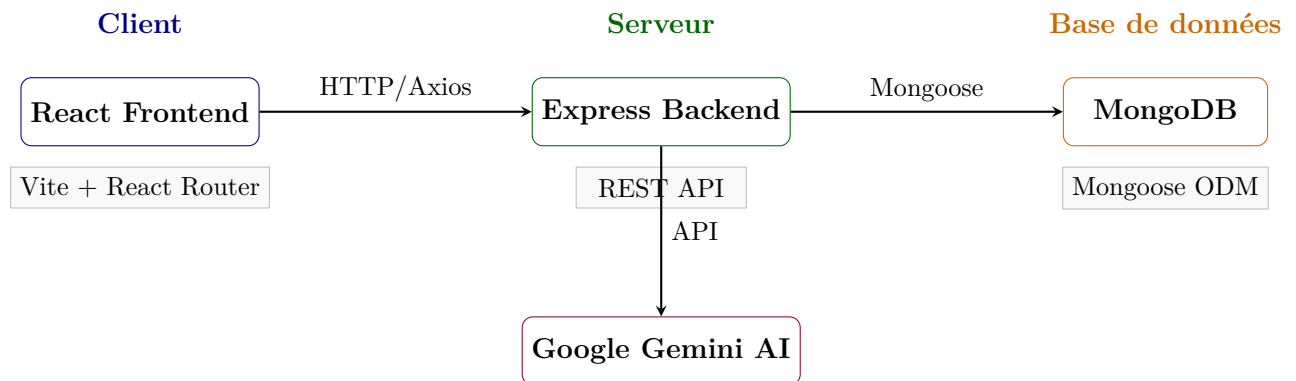 Client
Serveur
Base de données
React Frontend
HTTP/Axios
Express Backend
Mongoose
MongoDB
Vite + React Router
REST API
Mongoose ODM
API
Google Gemini AI